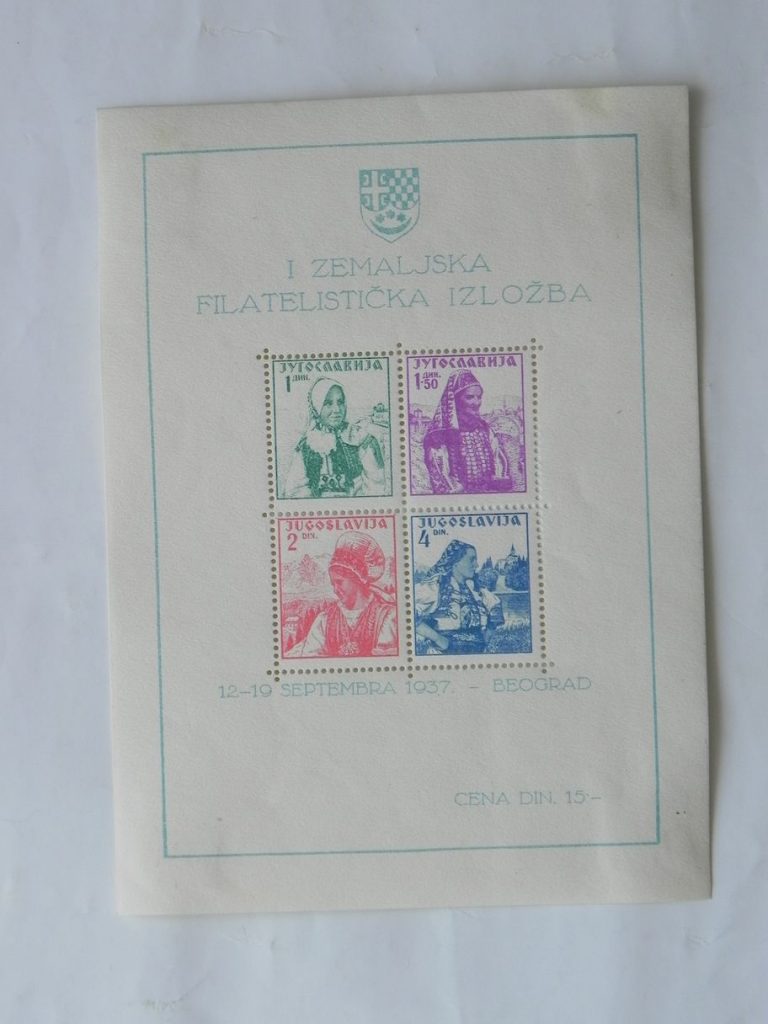 I ZEMALJSKA
FILATELISTIČKA IZLOŽBA
ЈУГОСЛАВИЈА
1 ДИН.
ЈУГОСЛАВИЈА
1·50 ДИН.
JUGOSLAVIJA
2 DIN.
JUGOSLAVIJA
4 DIN.
12-19 SEPTEMBRA 1937. - BEOGRAD
CENA DIN. 15·-